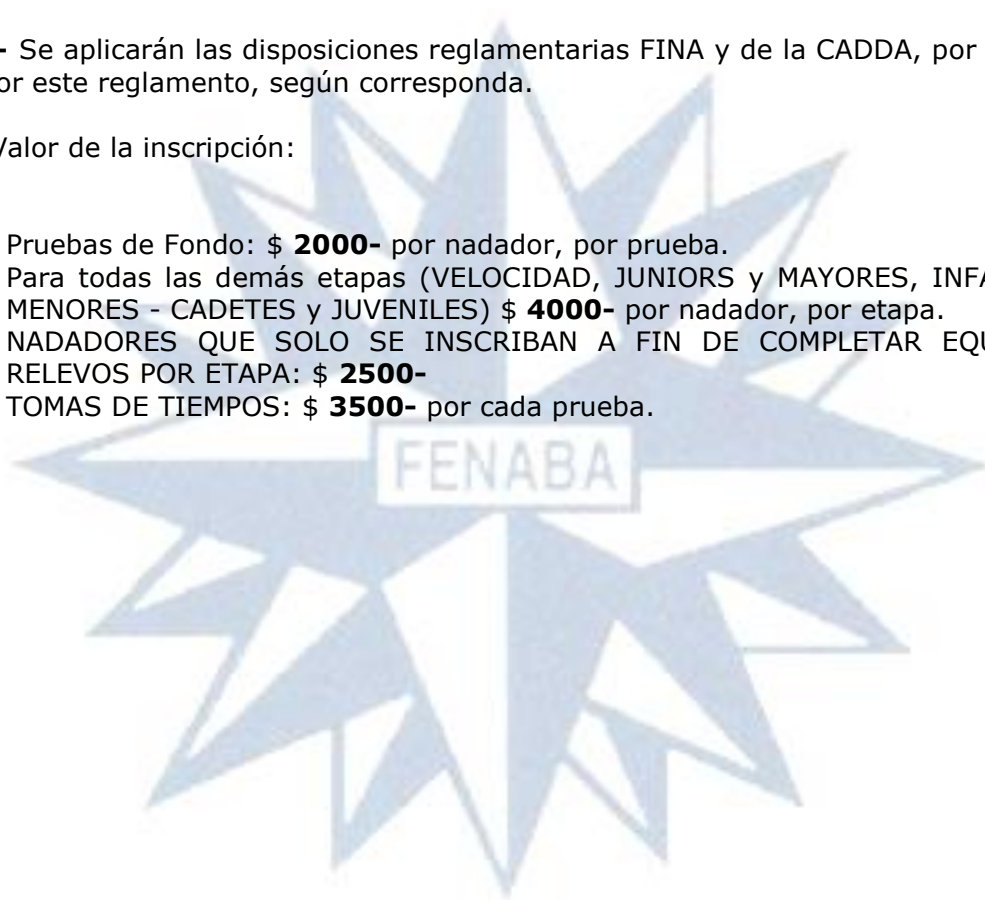 - Se aplicarán las disposiciones reglamentarias FINA y de la CADDA, por
or este reglamento, según corresponda.
Valor de la inscripción:
Pruebas de Fondo: $ 2000- por nadador, por prueba.
Para todas las demás etapas (VELOCIDAD, JUNIORS y MAYORES, INFA
MENORES - CADETES y JUVENILES) $ 4000- por nadador, por etapa.
NADADORES QUE SOLO SE INSCRIBAN A FIN DE COMPLETAR EQU
RELEVOS POR ETAPA: $ 2500-
TOMAS DE TIEMPOS: $ 3500- por cada prueba.
FENABA